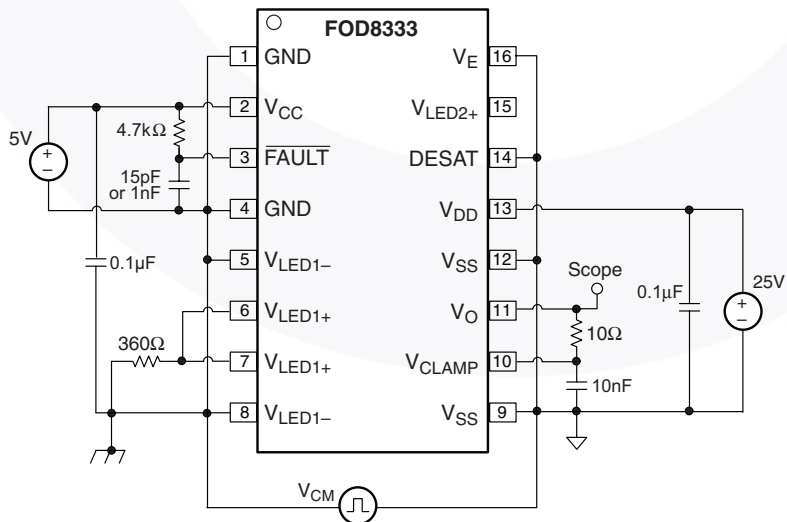 FOD8333
1 GND
2 VCC
3 FAULT
4 GND
5 VLED1–
6 VLED1+
7 VLED1+
8 VLED1–
VE 16
VLED2+ 15
DESAT 14
VDD 13
VSS 12
VO 11
VCLAMP 10
VSS 9
5V
+
–
4.7kΩ
15pF
or 1nF
0.1µF
360Ω
Scope
10Ω
10nF
0.1µF
25V
+
–
VCM